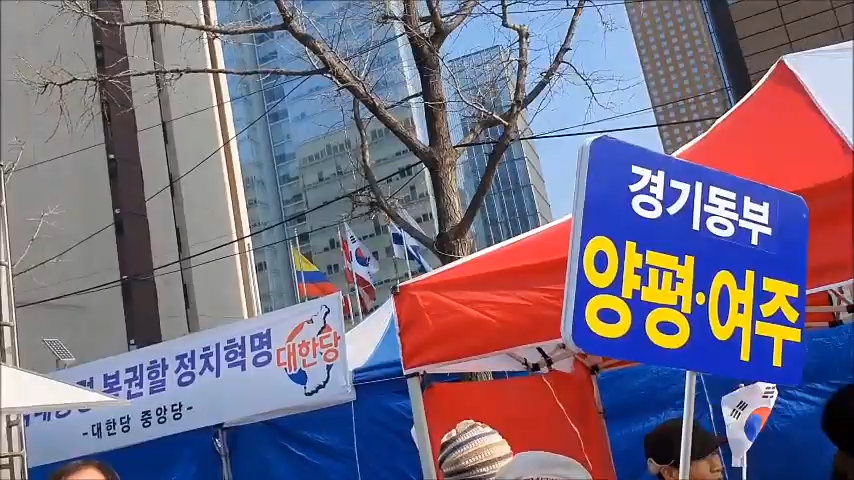 경기동부
양평·여주
북권할 정치혁명
대한당
-대한당 중앙당-